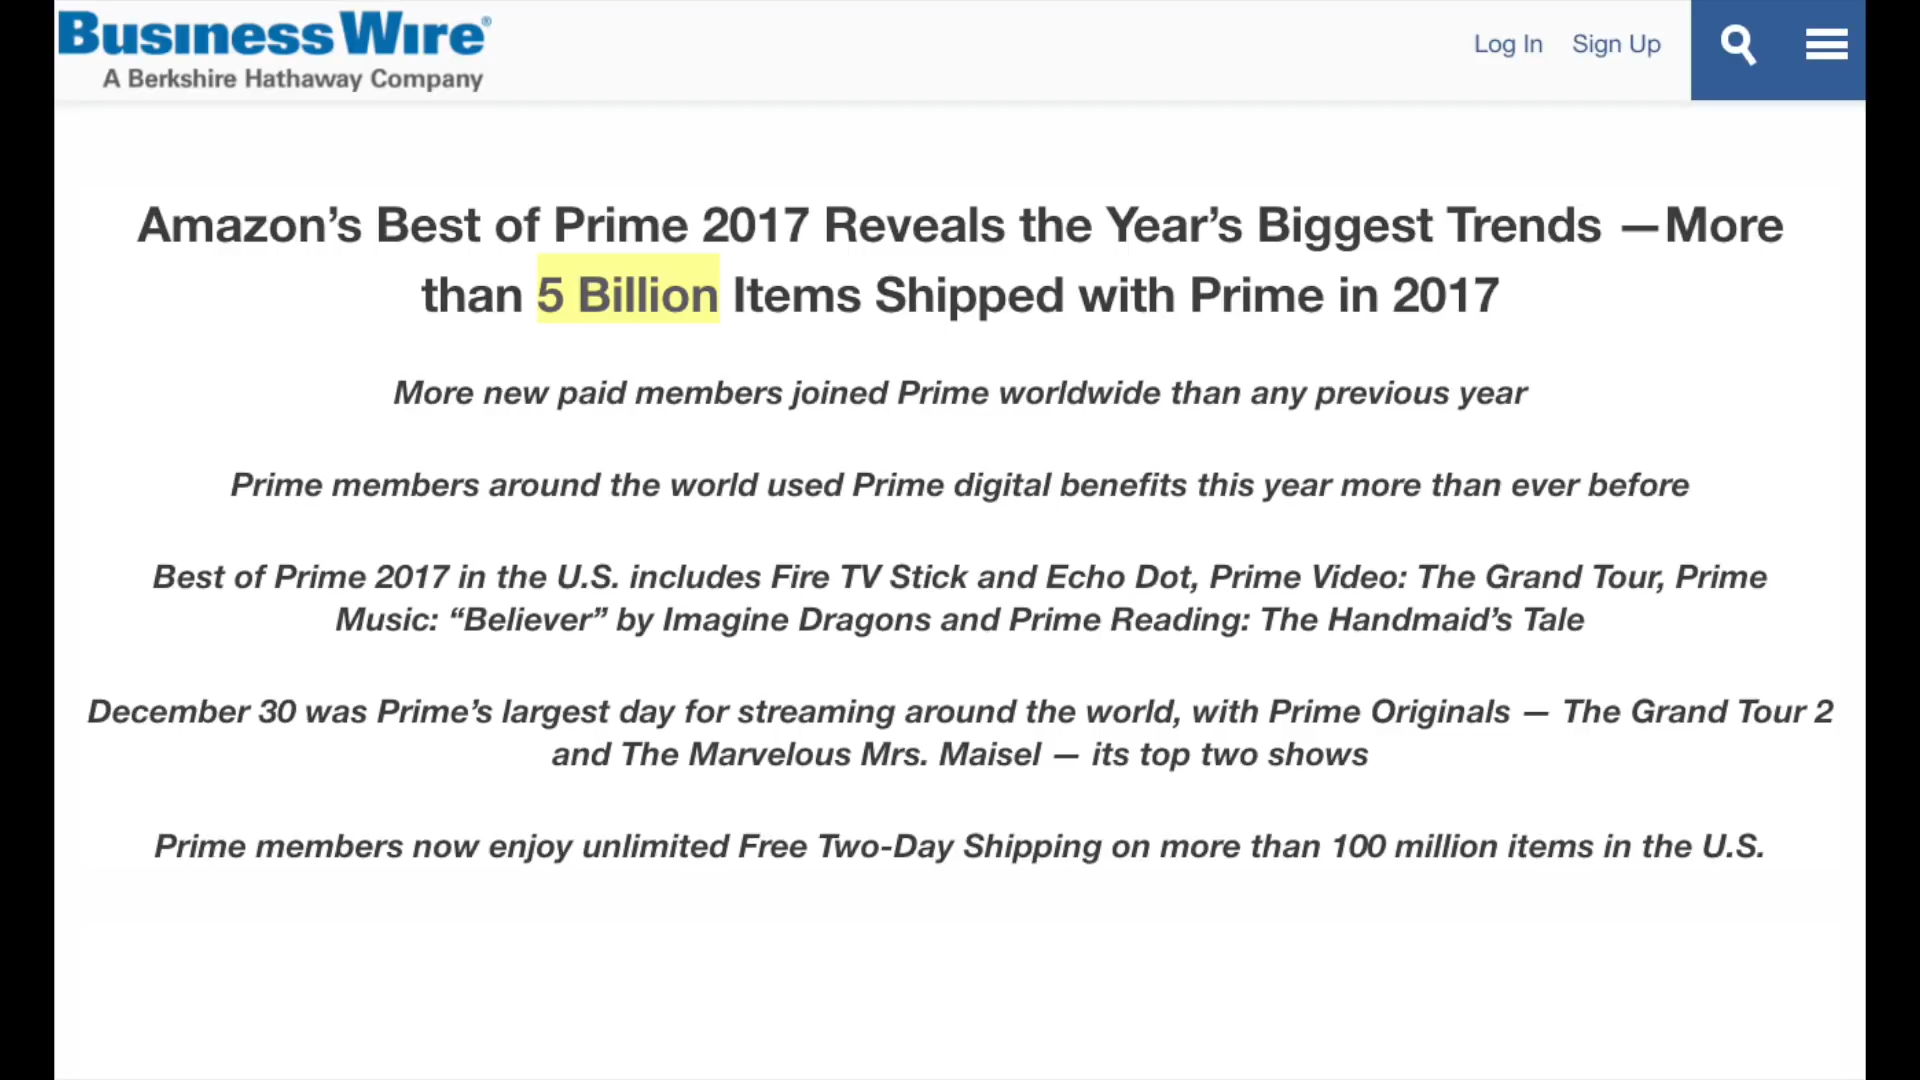 Business Wire®
A Berkshire Hathaway Company
Log In Sign Up
Amazon’s Best of Prime 2017 Reveals the Year’s Biggest Trends —More
than 5 Billion Items Shipped with Prime in 2017
More new paid members joined Prime worldwide than any previous year
Prime members around the world used Prime digital benefits this year more than ever before
Best of Prime 2017 in the U.S. includes Fire TV Stick and Echo Dot, Prime Video: The Grand Tour, Prime
Music: “Believer” by Imagine Dragons and Prime Reading: The Handmaid’s Tale
December 30 was Prime’s largest day for streaming around the world, with Prime Originals — The Grand Tour 2
and The Marvelous Mrs. Maisel — its top two shows
Prime members now enjoy unlimited Free Two-Day Shipping on more than 100 million items in the U.S.